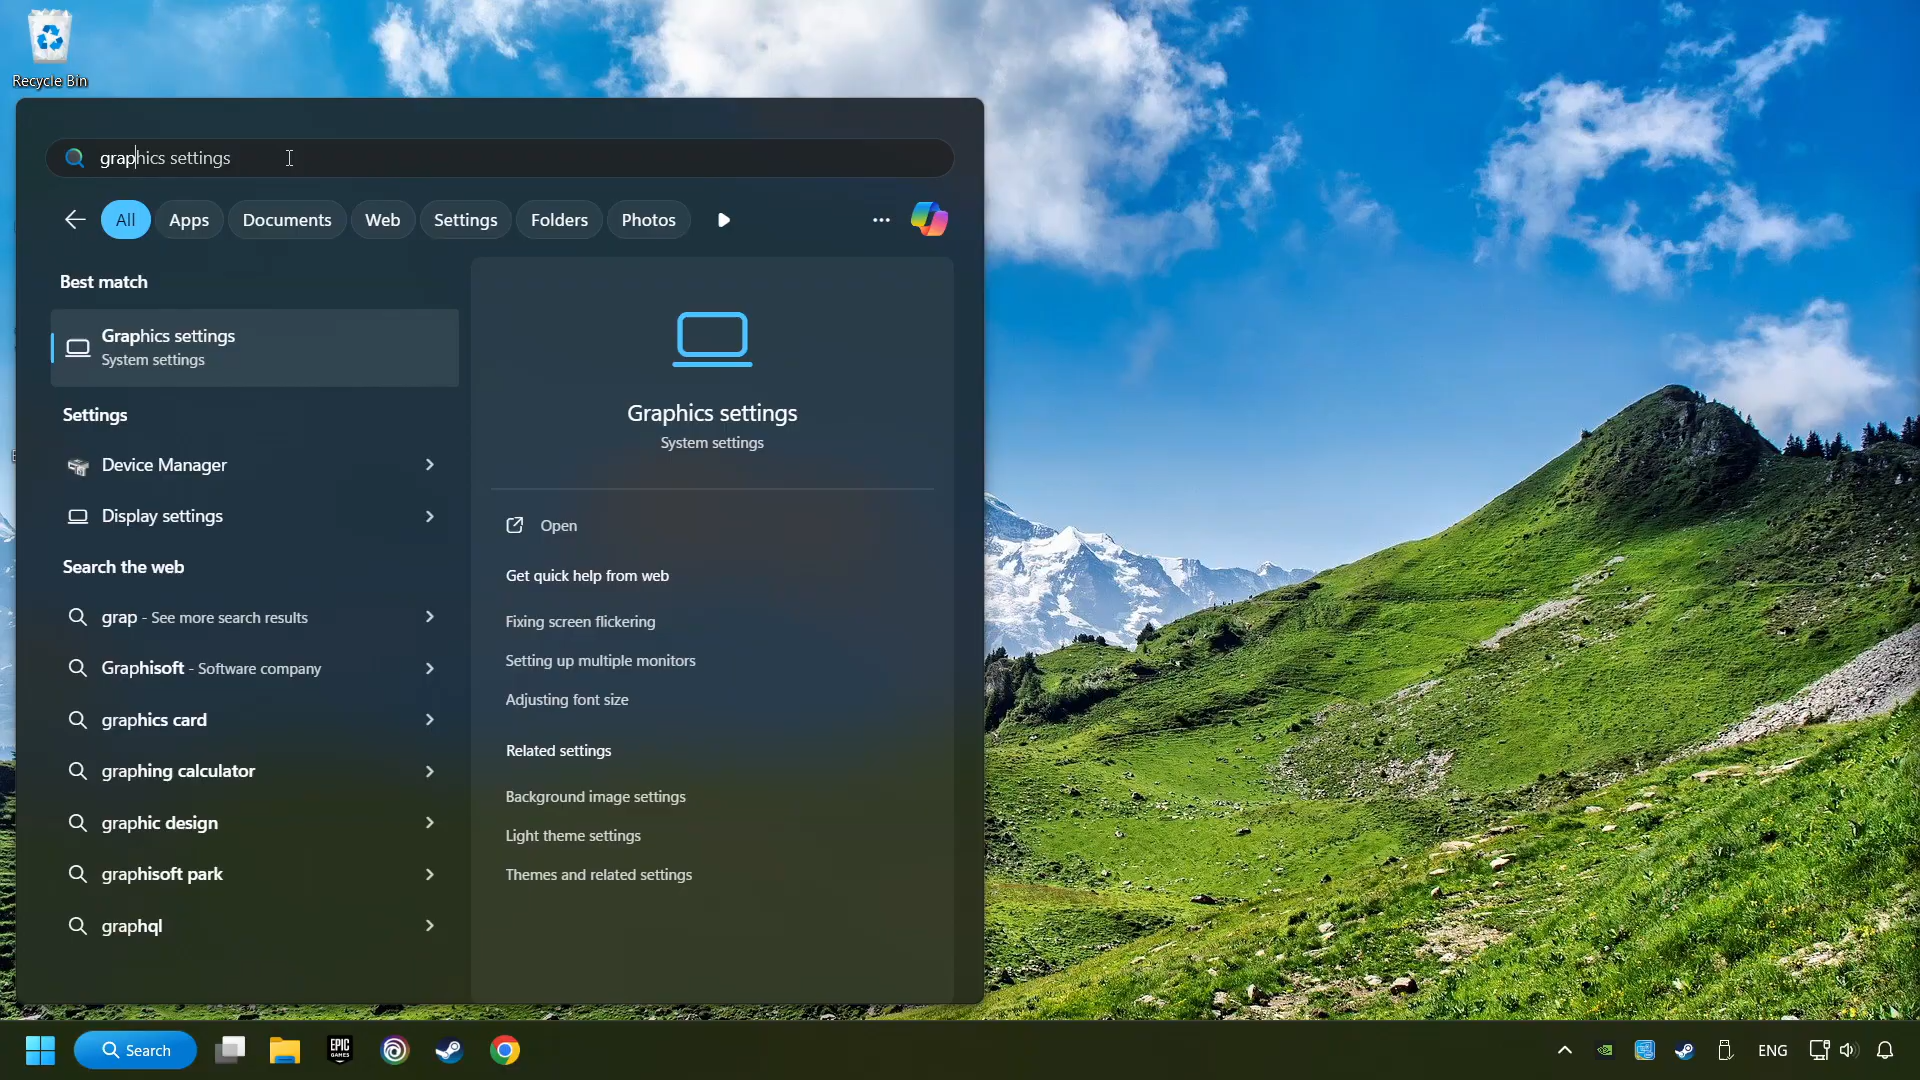 Recycle Bin
graphics settings
All Apps Documents Web Settings Folders Photos
Best match
Graphics settings
System settings
Settings
Device Manager
Display settings
Search the web
grap - See more search results
Graphisoft - Software company
graphics card
graphing calculator
graphic design
graphisoft park
graphql
Graphics settings
System settings
Open
Get quick help from web
Fixing screen flickering
Setting up multiple monitors
Adjusting font size
Related settings
Background image settings
Light theme settings
Themes and related settings
Search
EPIC
GAMES
ENG